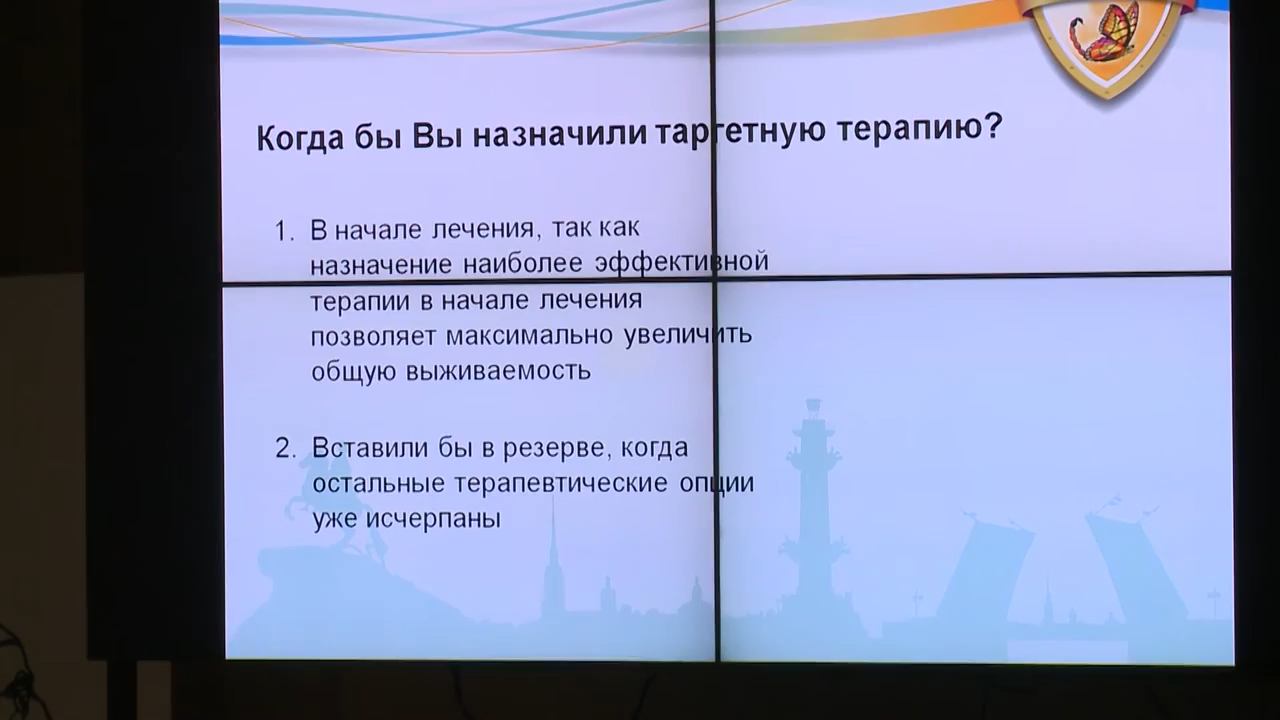 Когда бы Вы назначили таргетную терапию?
1. В начале лечения, так как
назначение наиболее эффективной
терапии в начале лечения
позволяет максимально увеличить
общую выживаемость
2. Вставили бы в резерве, когда
остальные терапевтические опции
уже исчерпаны